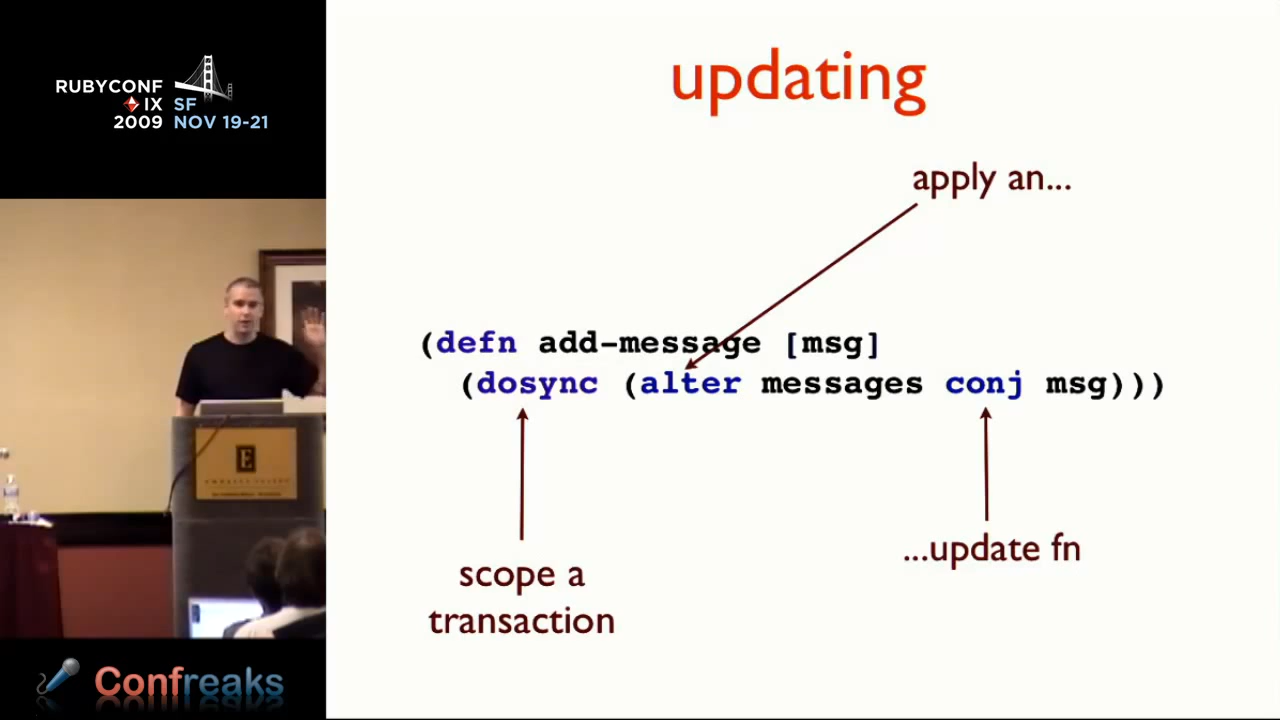 RUBYCONF
IX SF
2009 NOV 19-21
updating
apply an...
(defn add-message [msg]
(dosync (alter messages conj msg)))
...update fn
scope a
transaction
E
Confreaks